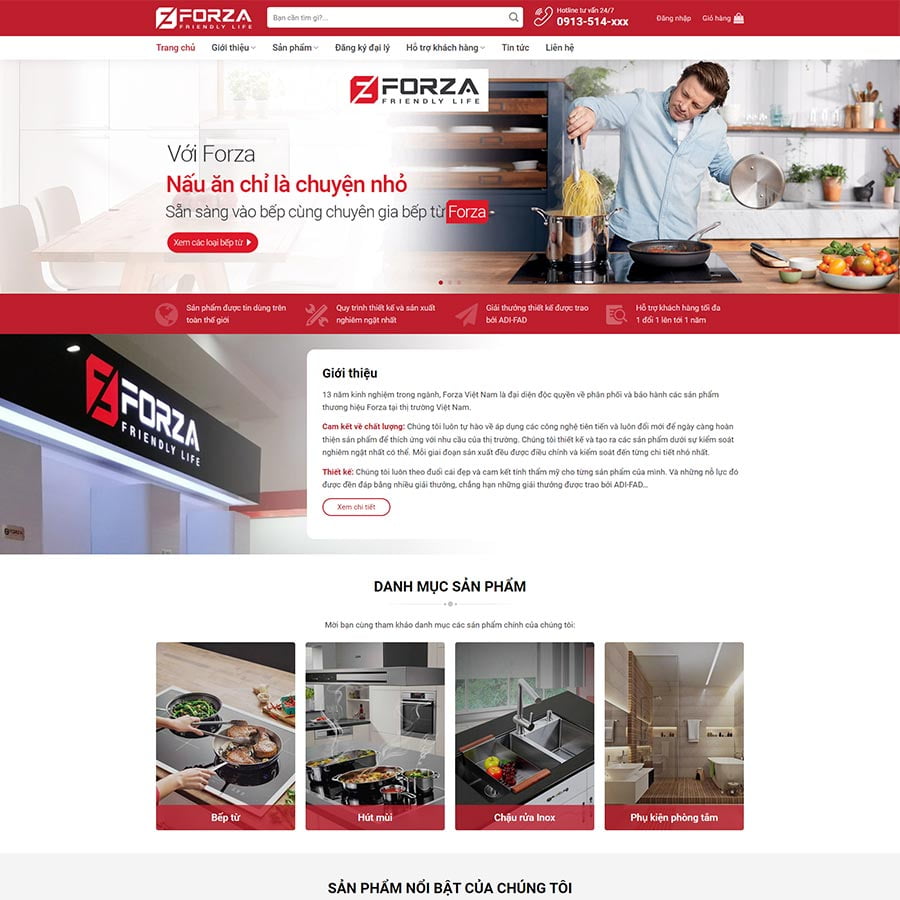 FORZA
FRIENDLY LIFE
Bạn cần tìm gì?...
Hotline tư vấn 24/7
0913-514-xxx
Đăng nhập
Giỏ hàng
Trang chủ
Giới thiệu
Sản phẩm
Đăng ký đại lý
Hỗ trợ khách hàng
Tin tức
Liên hệ
FORZA
FRIENDLY LIFE
Với Forza
Nấu ăn chỉ là chuyện nhỏ
Sẵn sàng vào bếp cùng chuyên gia bếp từ Forza
Xem các loại bếp từ
Sản phẩm được tin dùng trên
toàn thế giới
Quy trình thiết kế và sản xuất
nghiêm ngặt nhất
Giải thưởng thiết kế được trao
bởi ADI-FAD
Hỗ trợ khách hàng tối đa
1 đổi 1 lên tới 1 năm
FORZA
FRIENDLY LIFE
Giới thiệu
13 năm kinh nghiệm trong ngành, Forza Việt Nam là đại diện độc quyền về phân phối và bảo hành các sản phẩm
thương hiệu Forza tại thị trường Việt Nam.
Cam kết về chất lượng: Chúng tôi luôn tự hào về áp dụng các công nghệ tiên tiến và luôn đổi mới để ngày càng hoàn
thiện sản phẩm để thích ứng với nhu cầu của thị trường. Chúng tôi thiết kế và tạo ra các sản phẩm dưới sự kiểm soát
nghiêm ngặt nhất có thể. Mỗi giai đoạn sản xuất đều được điều chỉnh và kiểm soát đến từng chi tiết nhỏ nhất.
Thiết kế: Chúng tôi luôn theo đuổi cái đẹp và cam kết tính thẩm mỹ cho từng sản phẩm của mình. Và những nỗ lực đó
được đền đáp bằng nhiều giải thưởng, chẳng hạn những giải thưởng được trao bởi ADI-FAD...
Xem chi tiết
DANH MỤC SẢN PHẨM
Mời bạn cùng tham khảo danh mục các sản phẩm chính của chúng tôi:
Bếp từ
Hút mùi
Chậu rửa Inox
Phụ kiện phòng tắm
SẢN PHẨM NỔI BẬT CỦA CHÚNG TÔI